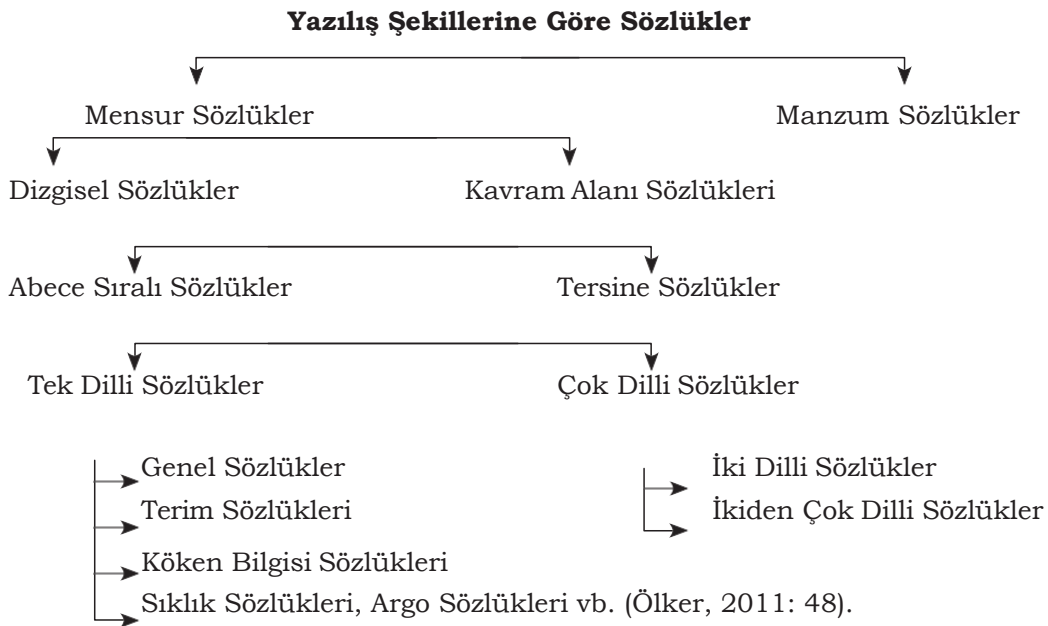 Yazılış Şekillerine Göre Sözlükler
Mensur Sözlükler Manzum Sözlükler
Dizgisel Sözlükler Kavram Alanı Sözlükleri
Abece Sıralı Sözlükler Tersine Sözlükler
Tek Dilli Sözlükler Çok Dilli Sözlükler
Genel Sözlükler İki Dilli Sözlükler
Terim Sözlükleri İkiden Çok Dilli Sözlükler
Köken Bilgisi Sözlükleri
Sıklık Sözlükleri, Argo Sözlükleri vb. (Ölker, 2011: 48).